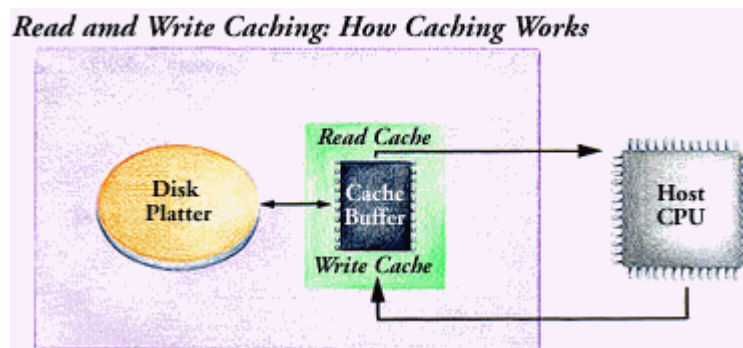 Read amd Write Caching: How Caching Works
Read Cache
Disk
Platter
Cache
Buffer
Host
CPU
Write Cache